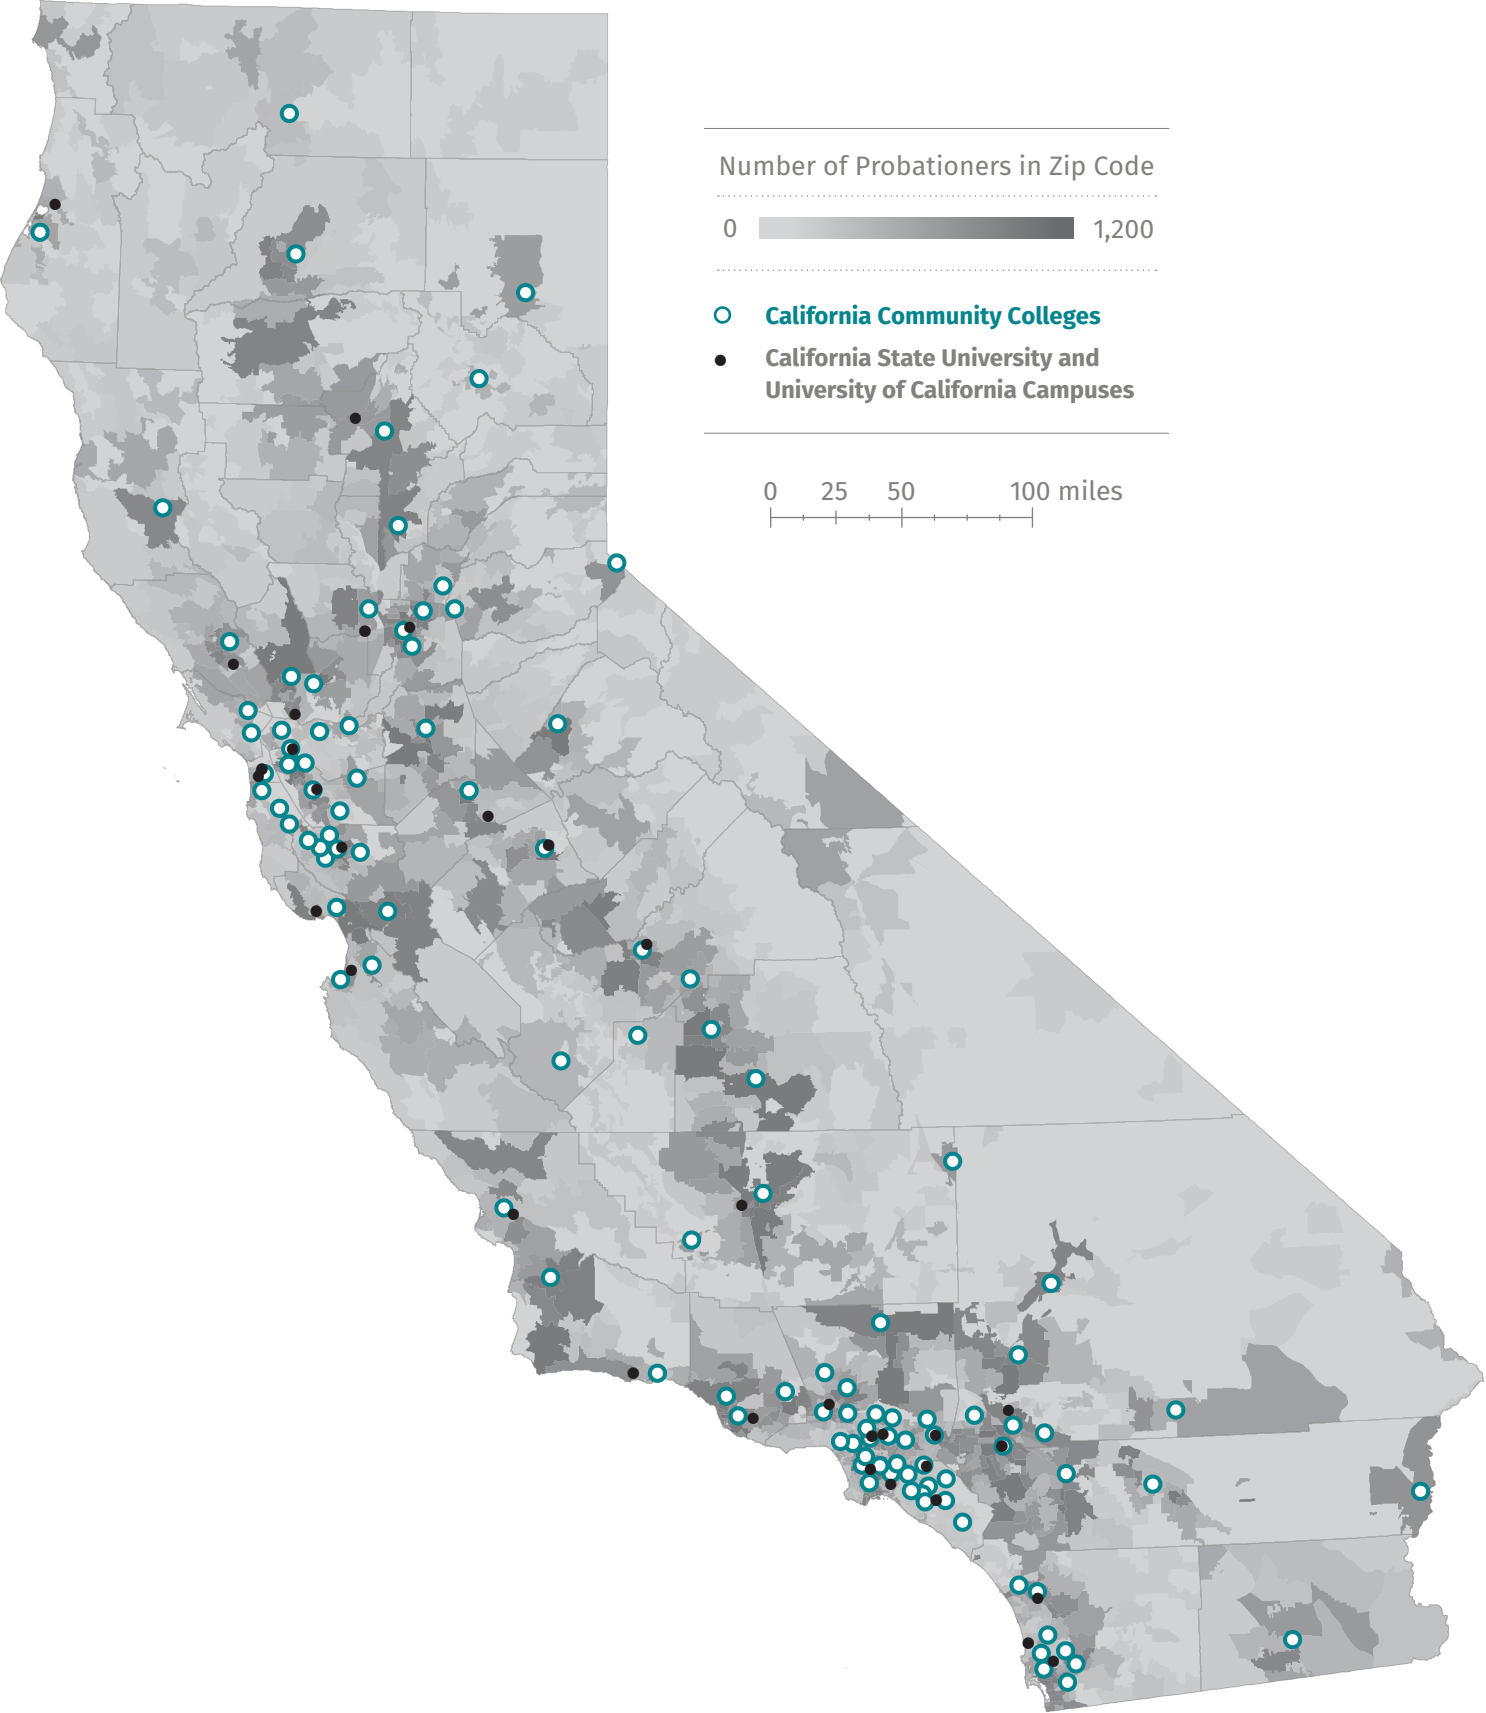 Number of Probationers in Zip Code
0 1,200
California Community Colleges
California State University and
University of California Campuses
0 25 50 100 miles